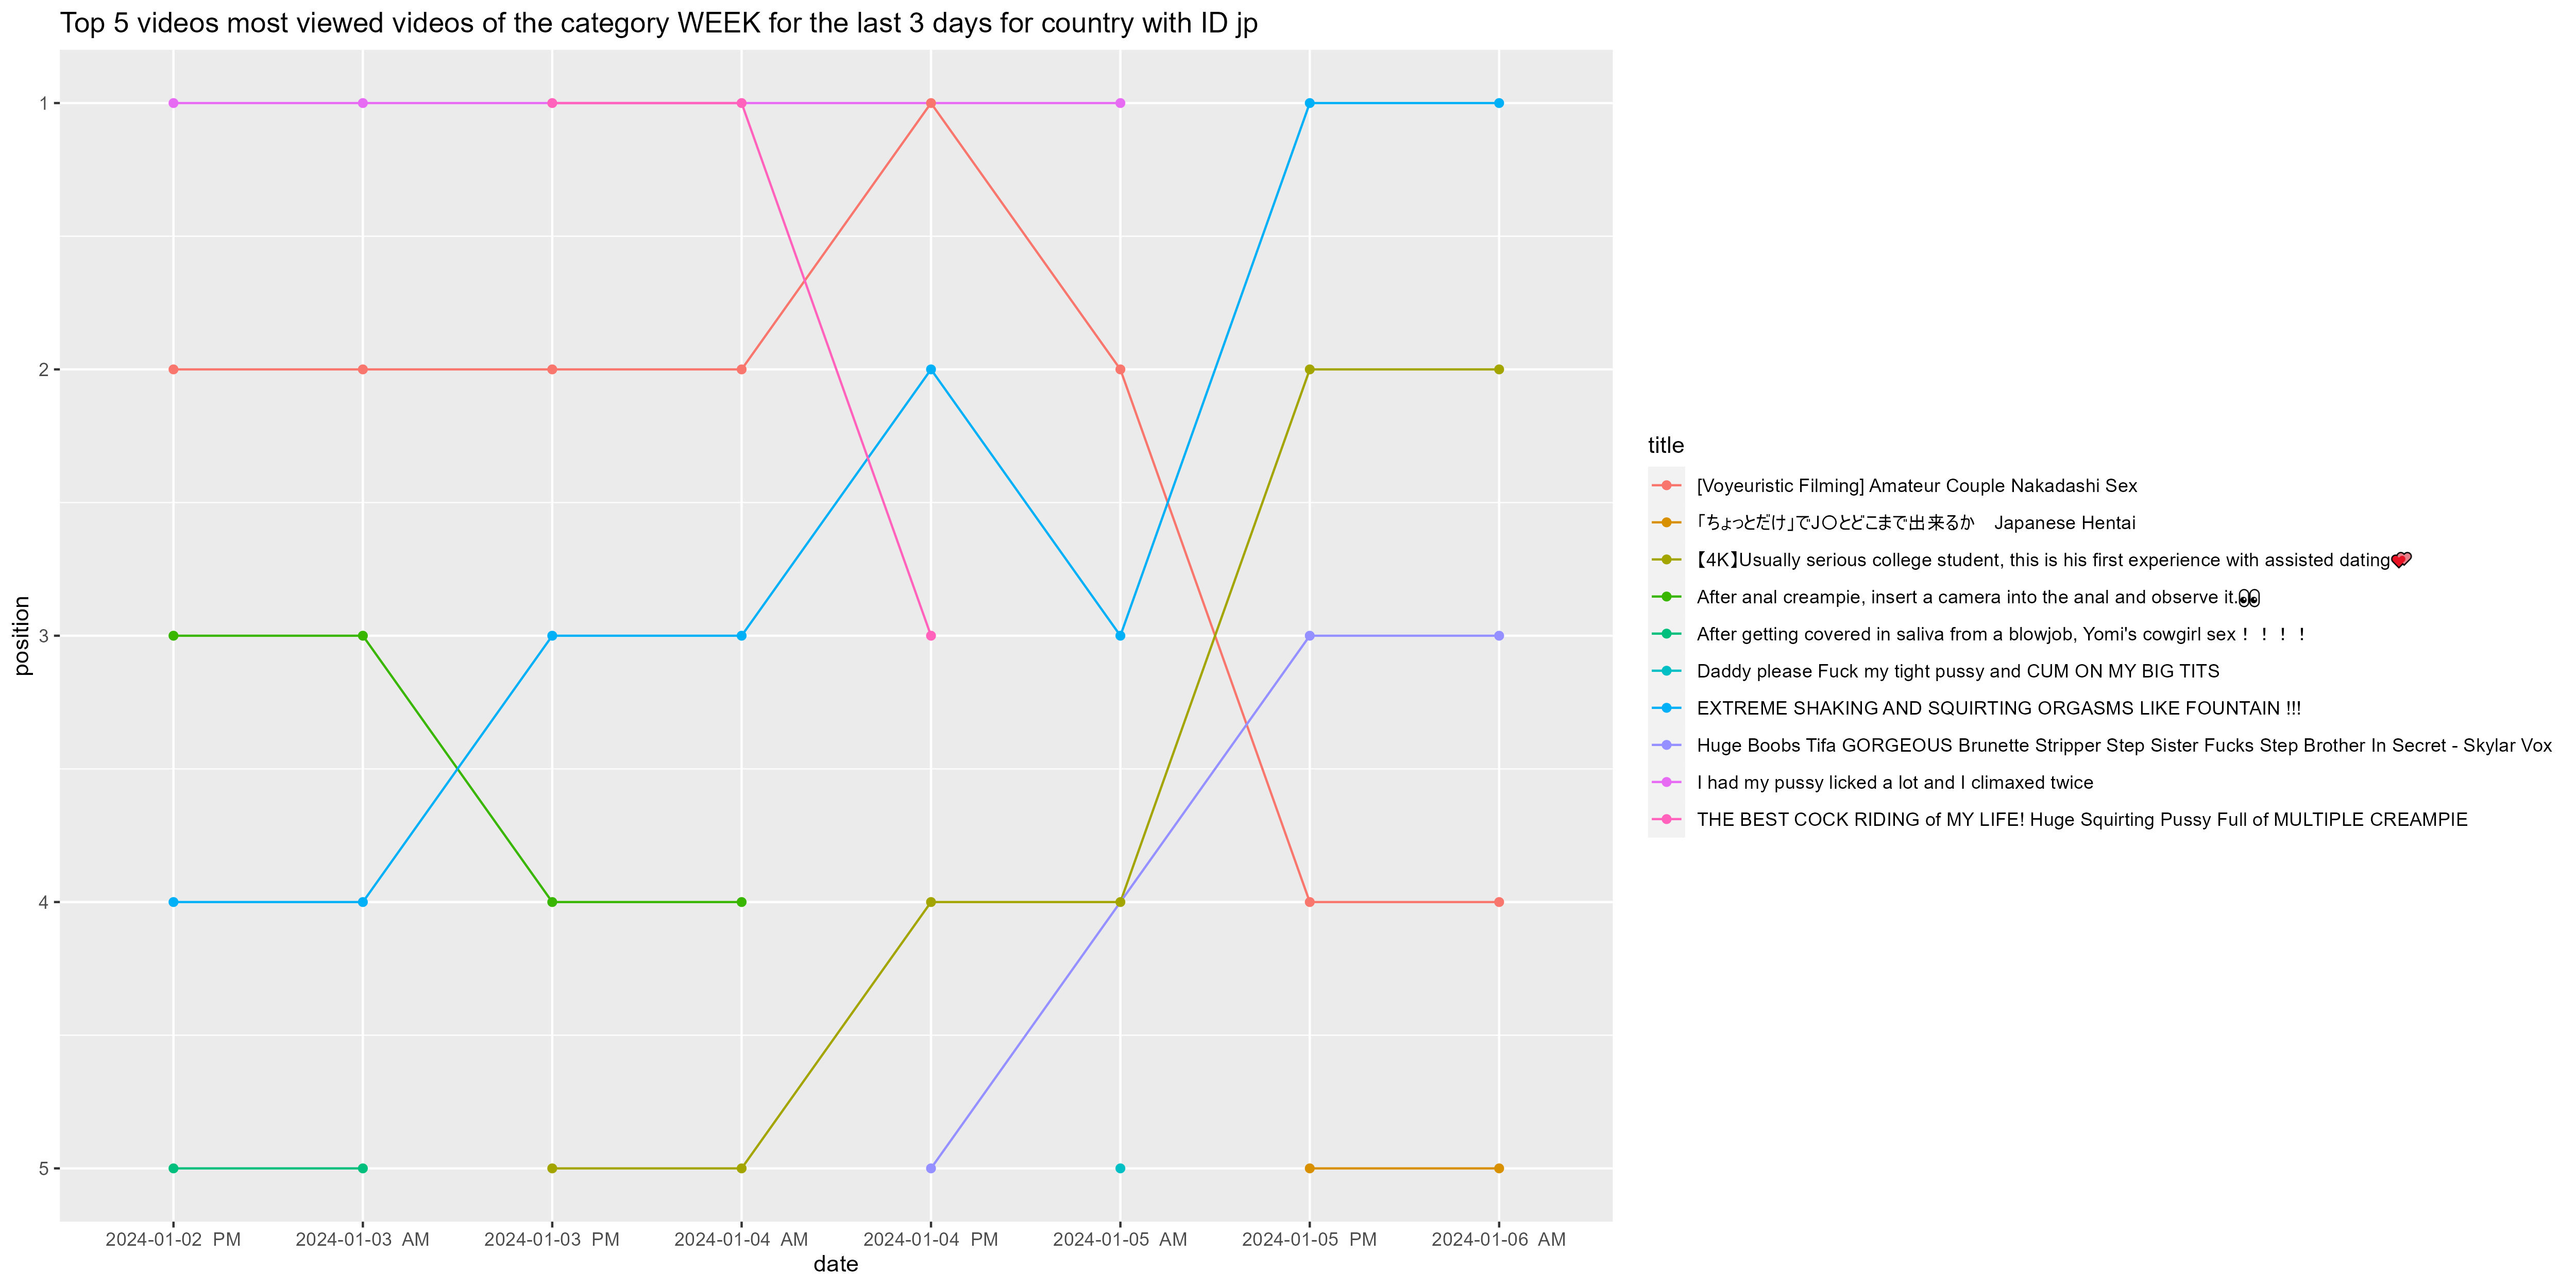 Top 5 videos most viewed videos of the category WEEK for the last 3 days for country with ID jp
position
1
2
3
4
5
2024-01-02 PM
2024-01-03 AM
2024-01-03 PM
2024-01-04 AM
2024-01-04 PM
2024-01-05 AM
2024-01-05 PM
2024-01-06 AM
date
title
[Voyeuristic Filming] Amateur Couple Nakadashi Sex
「ちょっとだけ」でJ〇とどこまで出来るか　Japanese Hentai
【4K】Usually serious college student, this is his first experience with assisted dating💕
After anal creampie, insert a camera into the anal and observe it.👀
After getting covered in saliva from a blowjob, Yomi's cowgirl sex！！！！
Daddy please Fuck my tight pussy and CUM ON MY BIG TITS
EXTREME SHAKING AND SQUIRTING ORGASMS LIKE FOUNTAIN !!!
Huge Boobs Tifa GORGEOUS Brunette Stripper Step Sister Fucks Step Brother In Secret - Skylar Vox
I had my pussy licked a lot and I climaxed twice
THE BEST COCK RIDING of MY LIFE! Huge Squirting Pussy Full of MULTIPLE CREAMPIE